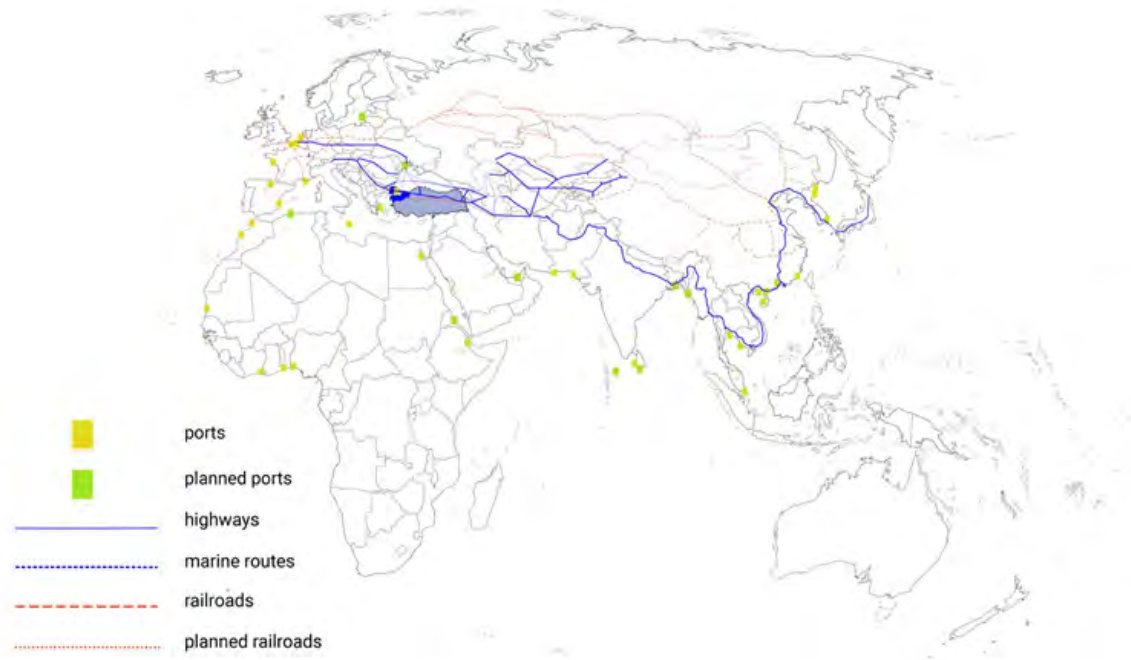 ports
planned ports
highways
marine routes
railroads
planned railroads